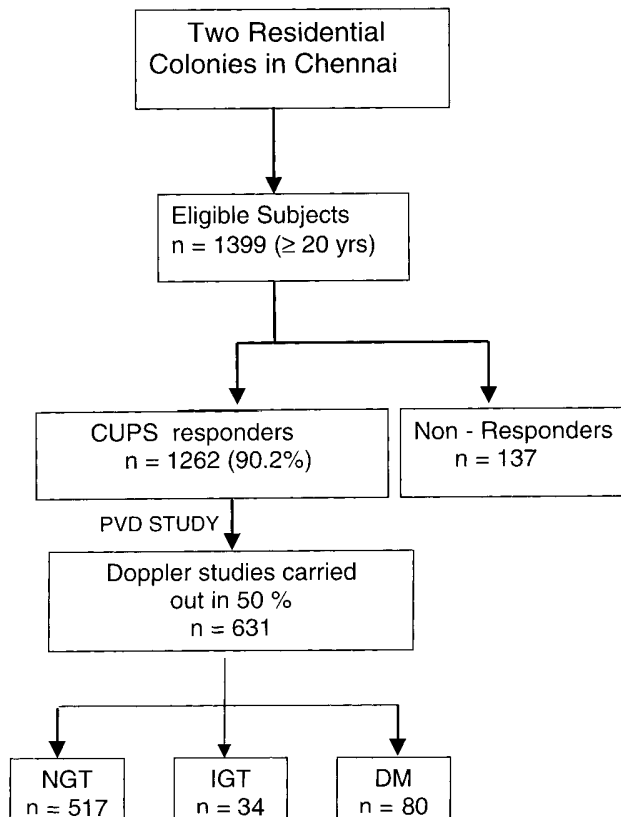 Two Residential
Colonies in Chennai
Eligible Subjects
n = 1399 (≥ 20 yrs)
CUPS responders
n = 1262 (90.2%)
Non - Responders
n = 137
PVD STUDY
Doppler studies carried
out in 50 %
n = 631
NGT
n = 517
IGT
n = 34
DM
n = 80